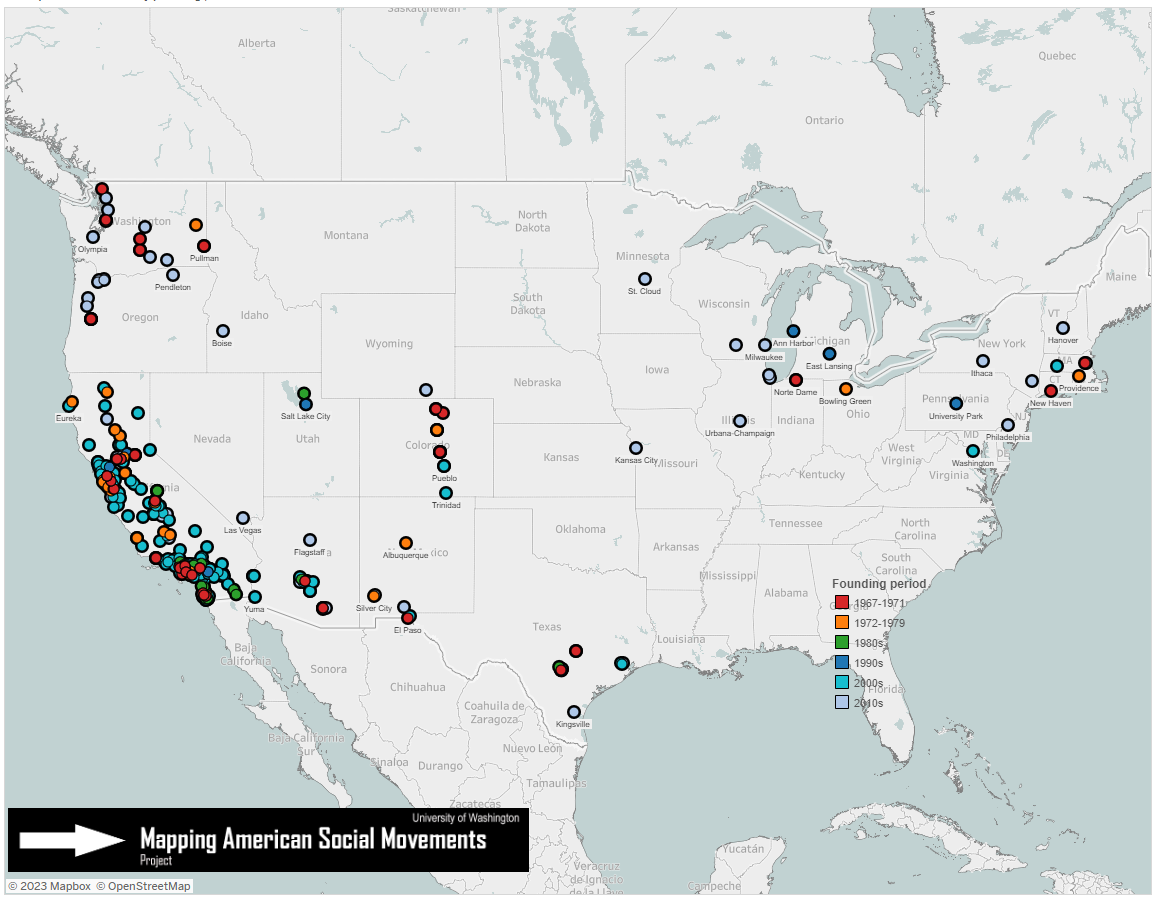 Saskatchewan
Alberta
Quebec
Ontario
Washington
Olympia
Pullman
Pendleton
Montana
North
Dakota
Minnesota
St. Cloud
Maine
Oregon
Idaho
Boise
South
Dakota
Wisconsin
Milwaukee
Ann Harbor
Michigan
East Lansing
VT
Hanover
New York
Ithaca
MA
Providence
CT
New Haven
Wyoming
Iowa
Norte Dame
Bowling Green
Ohio
Pennsylvania
University Park
NJ
Philadelphia
Eureka
Nebraska
Salt Lake City
Nevada
Utah
Colorado
Pueblo
Trinidad
Kansas
Kansas City
Missouri
Illinois
Urbana-Champaign
Indiana
West
Virginia
MD
DE
Washington
Virginia
Kentucky
Las Vegas
Flagstaff
Albuquerque
Oklahoma
Tennessee
Arkansas
North
Carolina
South
Carolina
Mississippi
Alabama
Georgia
Yuma
Silver City
El Paso
Texas
Louisiana
Founding period
1967-1971
1972-1979
1980s
1990s
2000s
2010s
Florida
Baja
California
Sonora
Chihuahua
Coahuila de
Zaragoza
Kingsville
Baja California
Sur
Sinaloa
Durango
Nuevo León
Tamaulipas
Zacatecas
University of Washington
Mapping American Social Movements
Project
Yucatán
Campeche
Veracruz
de Ignacio
de la Llave
© 2023 Mapbox © OpenStreetMap